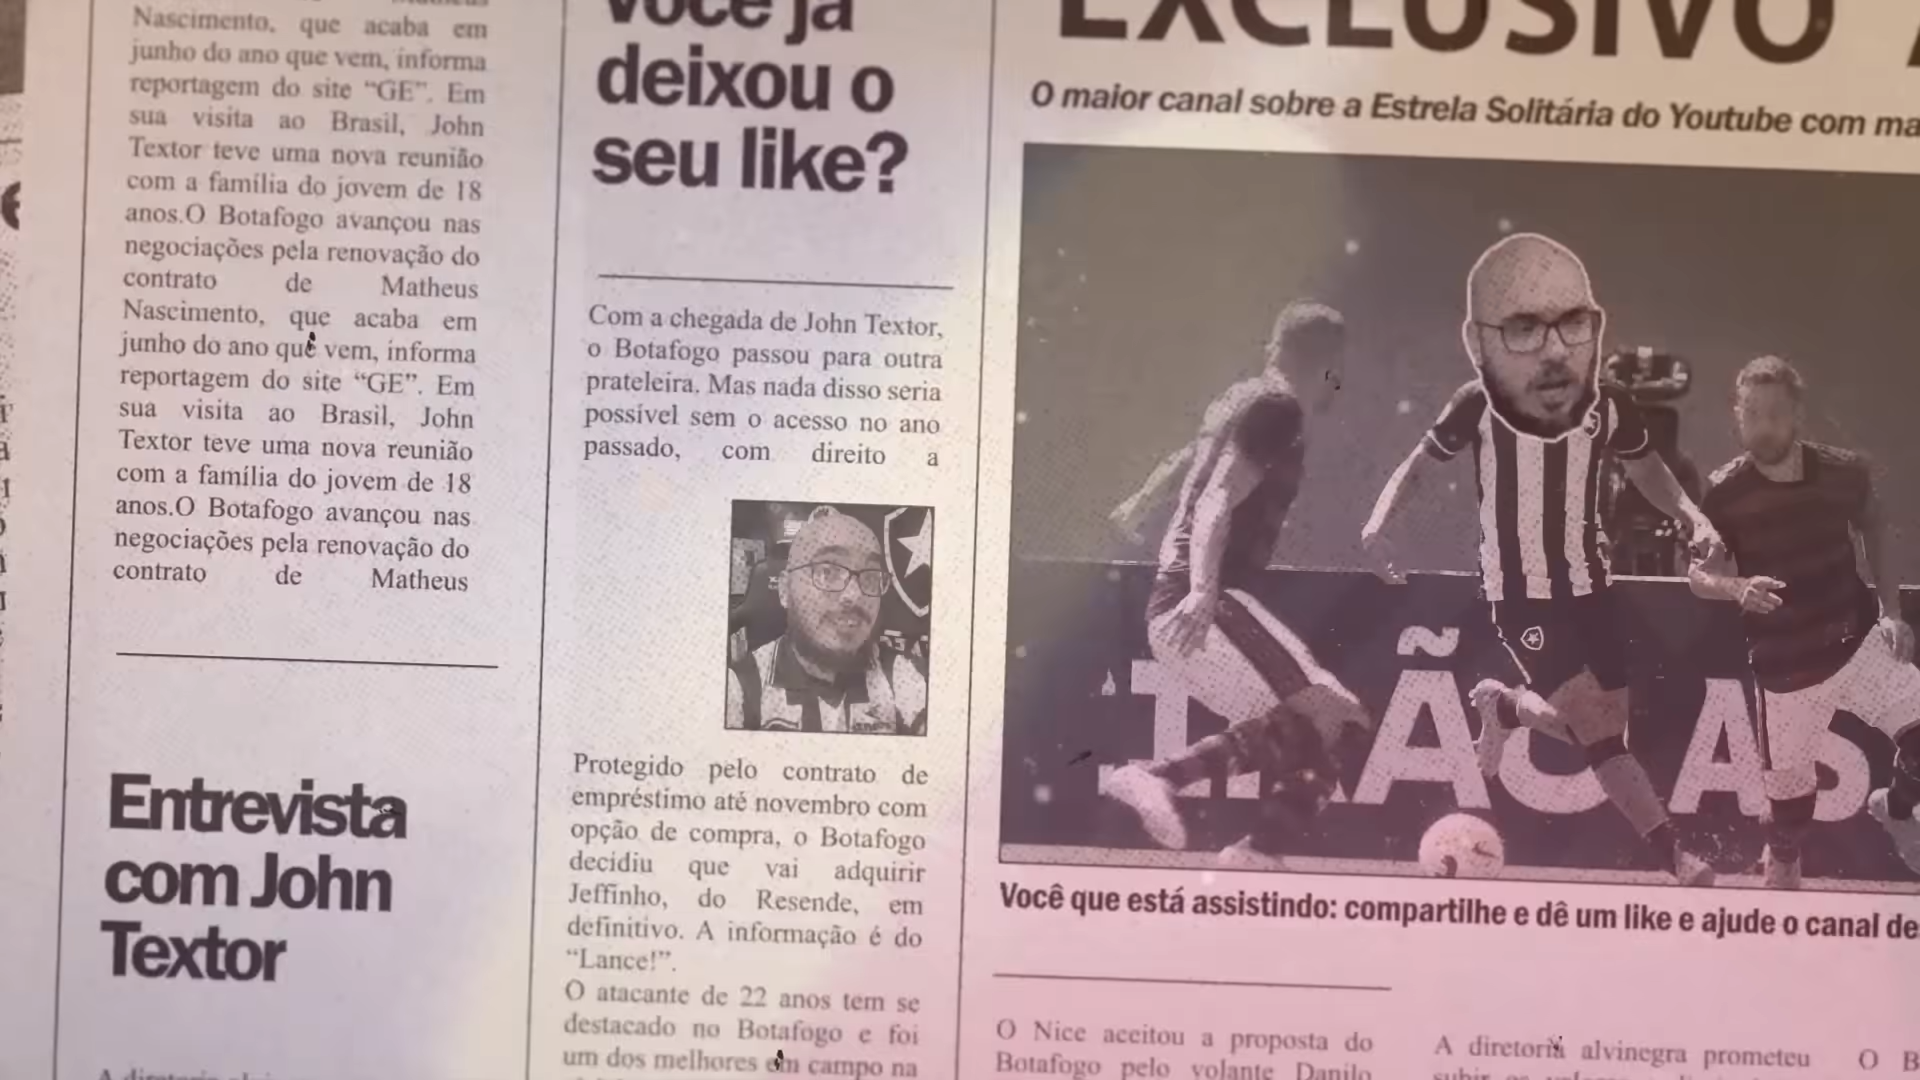 Nascimento, que acaba em
junho do ano que vem, informa
reportagem do site “GE”. Em
sua visita ao Brasil, John
Textor teve uma nova reunião
com a família do jovem de 18
anos.O Botafogo avançou nas
negociações pela renovação do
contrato de Matheus
Nascimento, que acaba em
junho do ano que vem, informa
reportagem do site “GE”. Em
sua visita ao Brasil, John
Textor teve uma nova reunião
com a família do jovem de 18
anos.O Botafogo avançou nas
negociações pela renovação do
contrato de Matheus
Entrevista
com John
Textor
Você já
deixou o
seu like?
Com a chegada de John Textor,
o Botafogo passou para outra
prateleira. Mas nada disso seria
possível sem o acesso no ano
passado, com direito a
Protegido pelo contrato de
empréstimo até novembro com
opção de compra, o Botafogo
decidiu que vai adquirir
Jeffinho, do Resende, em
definitivo. A informação é do
“Lance!”.
O atacante de 22 anos tem se
destacado no Botafogo e foi
um dos melhores em campo na
EXCLUSIVO
O maior canal sobre a Estrela Solitária do Youtube com ma
ÃO AS
Você que está assistindo: compartilhe e dê um like e ajude o canal de
O Nice aceitou a proposta do
Botafogo pelo volante Danilo
A diretoria alvinegra prometeu
O B